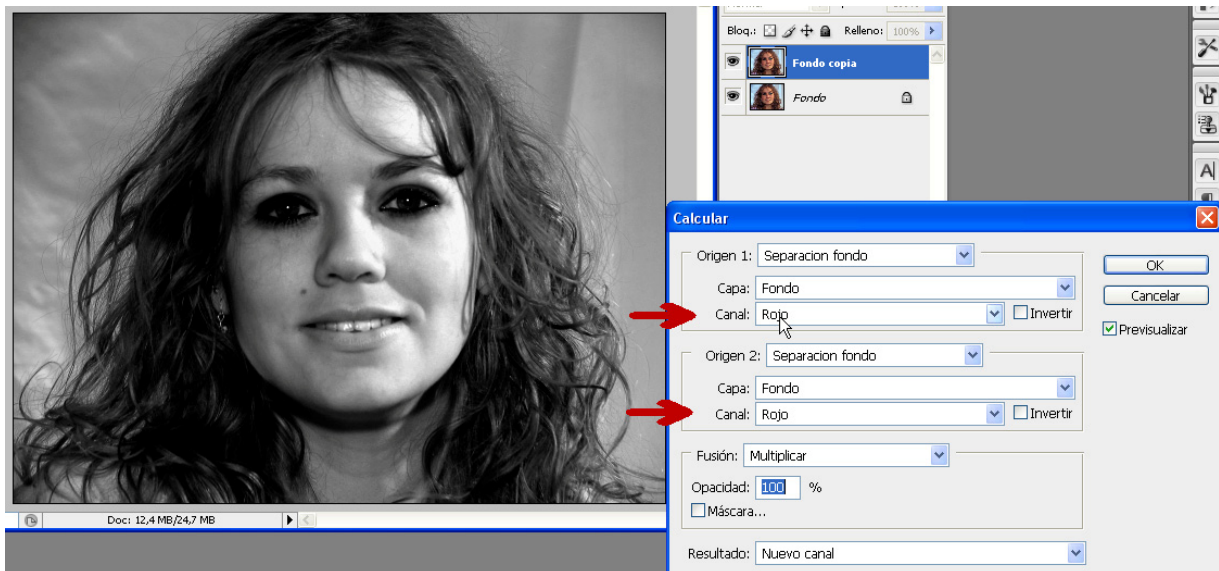 Bloq.: Relleno: 100%
Fondo copia
Fondo
Calcular
Origen 1: Separacion fondo
Capa: Fondo
Canal: Rojo Invertir
Origen 2: Separacion fondo
Capa: Fondo
Canal: Rojo Invertir
Fusión: Multiplicar
Opacidad: 100 %
Máscara...
Resultado: Nuevo canal
OK
Cancelar
Previsualizar
Doc: 12,4 MB/24,7 MB
A